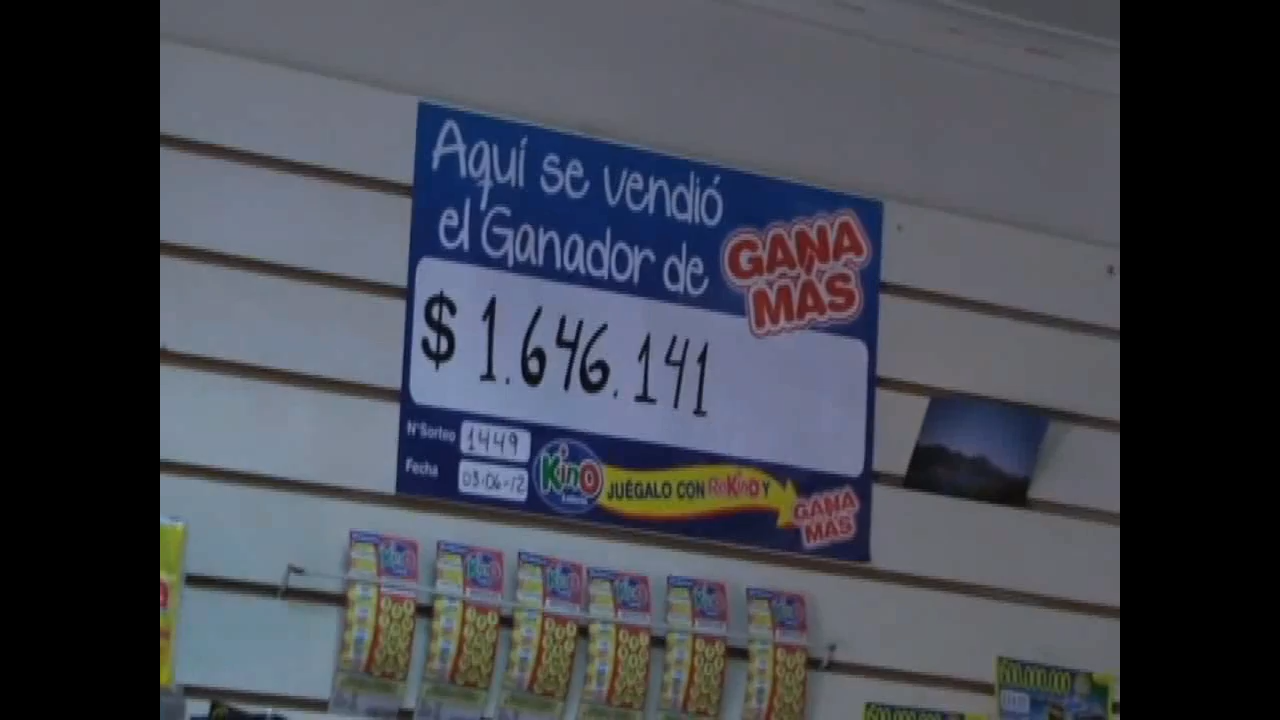 Aquí se vendió
el Ganador de
GANA
MÁS
$ 1.646.141
N°Sorteo 1449
Fecha 03-06-12
Kino
JUÉGALO CON ReKinO Y
GANA
MÁS